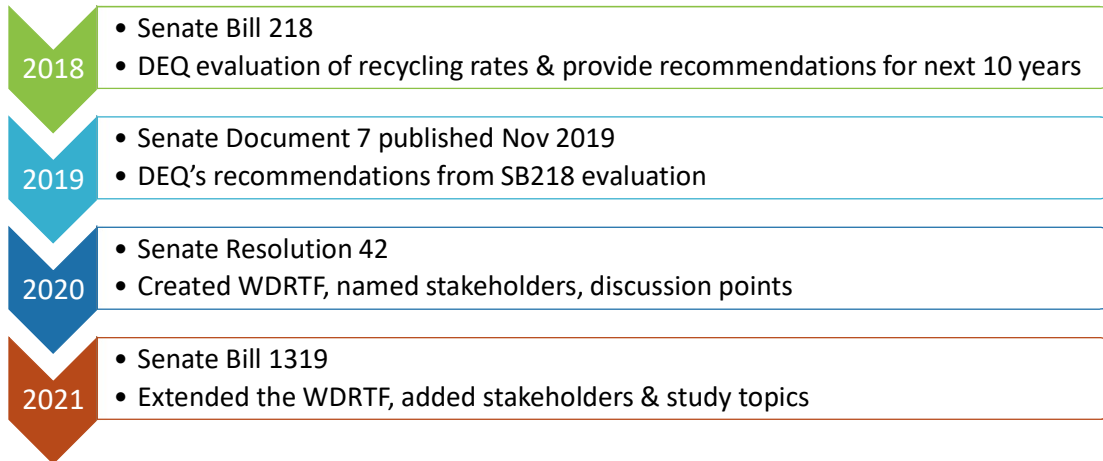 2018
• Senate Bill 218
• DEQ evaluation of recycling rates & provide recommendations for next 10 years
2019
• Senate Document 7 published Nov 2019
• DEQ’s recommendations from SB218 evaluation
2020
• Senate Resolution 42
• Created WDRTF, named stakeholders, discussion points
2021
• Senate Bill 1319
• Extended the WDRTF, added stakeholders & study topics